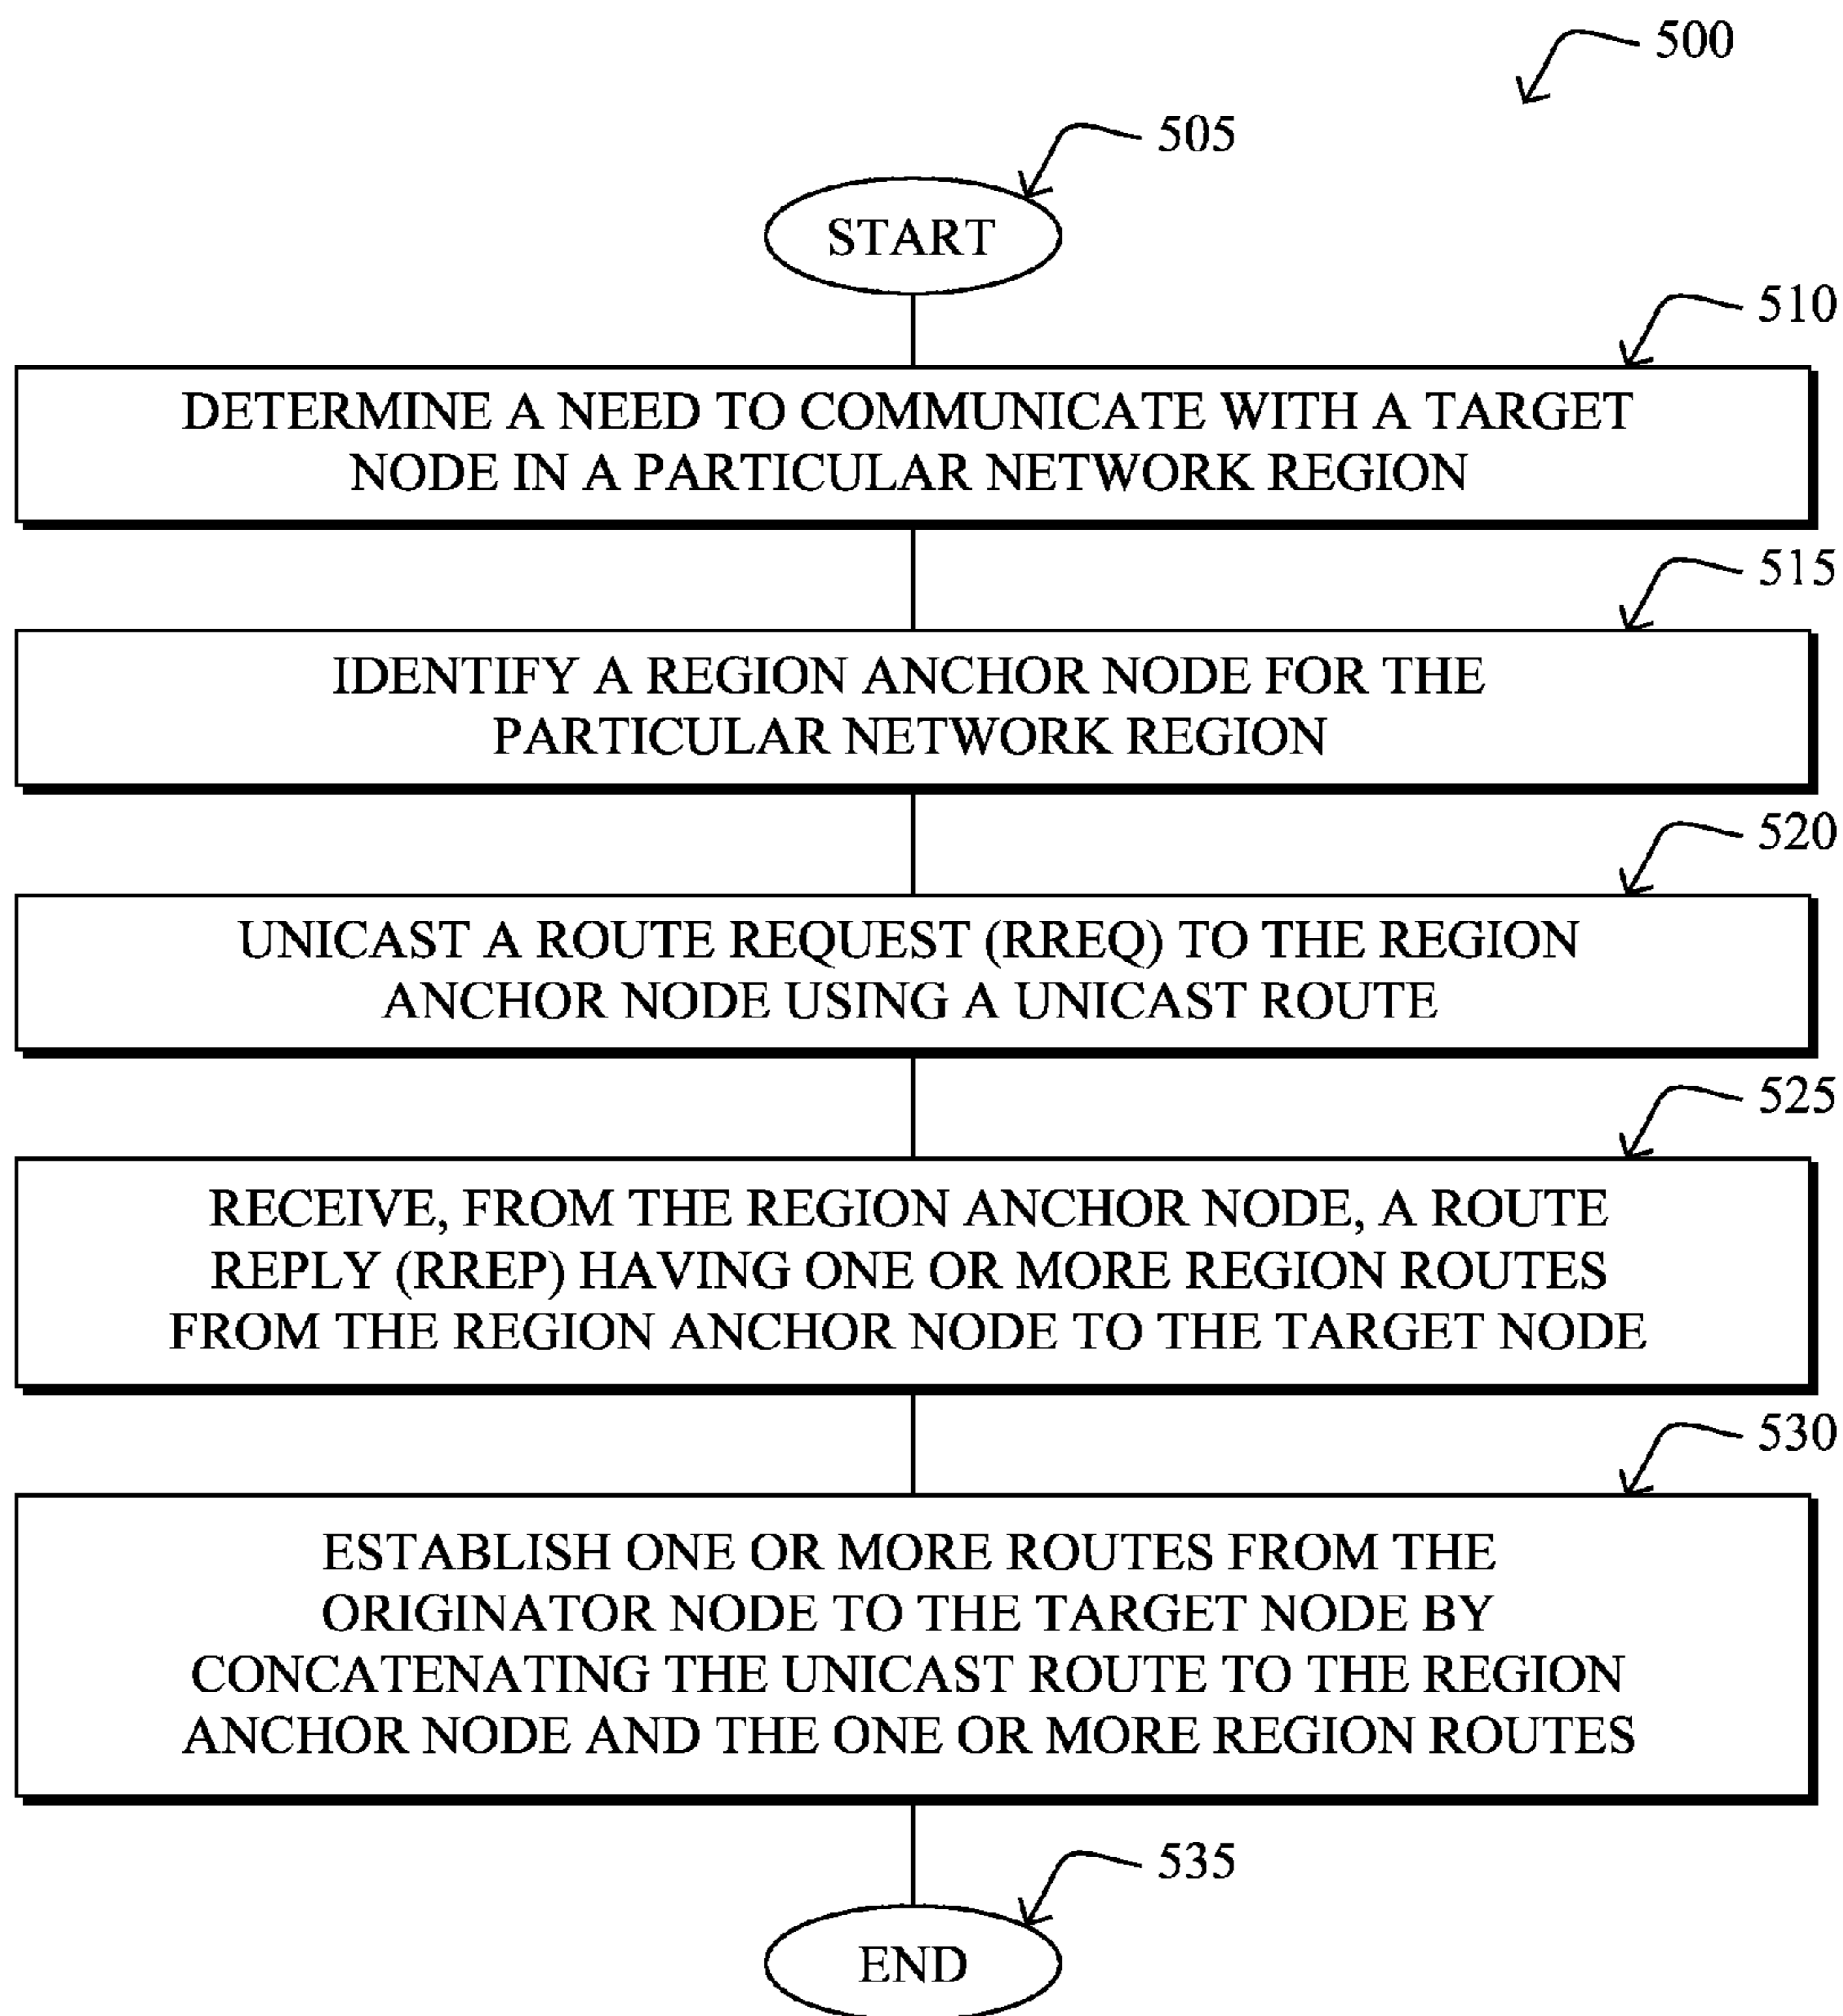 500
505
START
510
DETERMINE A NEED TO COMMUNICATE WITH A TARGET
NODE IN A PARTICULAR NETWORK REGION
515
IDENTIFY A REGION ANCHOR NODE FOR THE
PARTICULAR NETWORK REGION
520
UNICAST A ROUTE REQUEST (RREQ) TO THE REGION
ANCHOR NODE USING A UNICAST ROUTE
525
RECEIVE, FROM THE REGION ANCHOR NODE, A ROUTE
REPLY (RREP) HAVING ONE OR MORE REGION ROUTES
FROM THE REGION ANCHOR NODE TO THE TARGET NODE
530
ESTABLISH ONE OR MORE ROUTES FROM THE
ORIGINATOR NODE TO THE TARGET NODE BY
CONCATENATING THE UNICAST ROUTE TO THE REGION
ANCHOR NODE AND THE ONE OR MORE REGION ROUTES
535
END